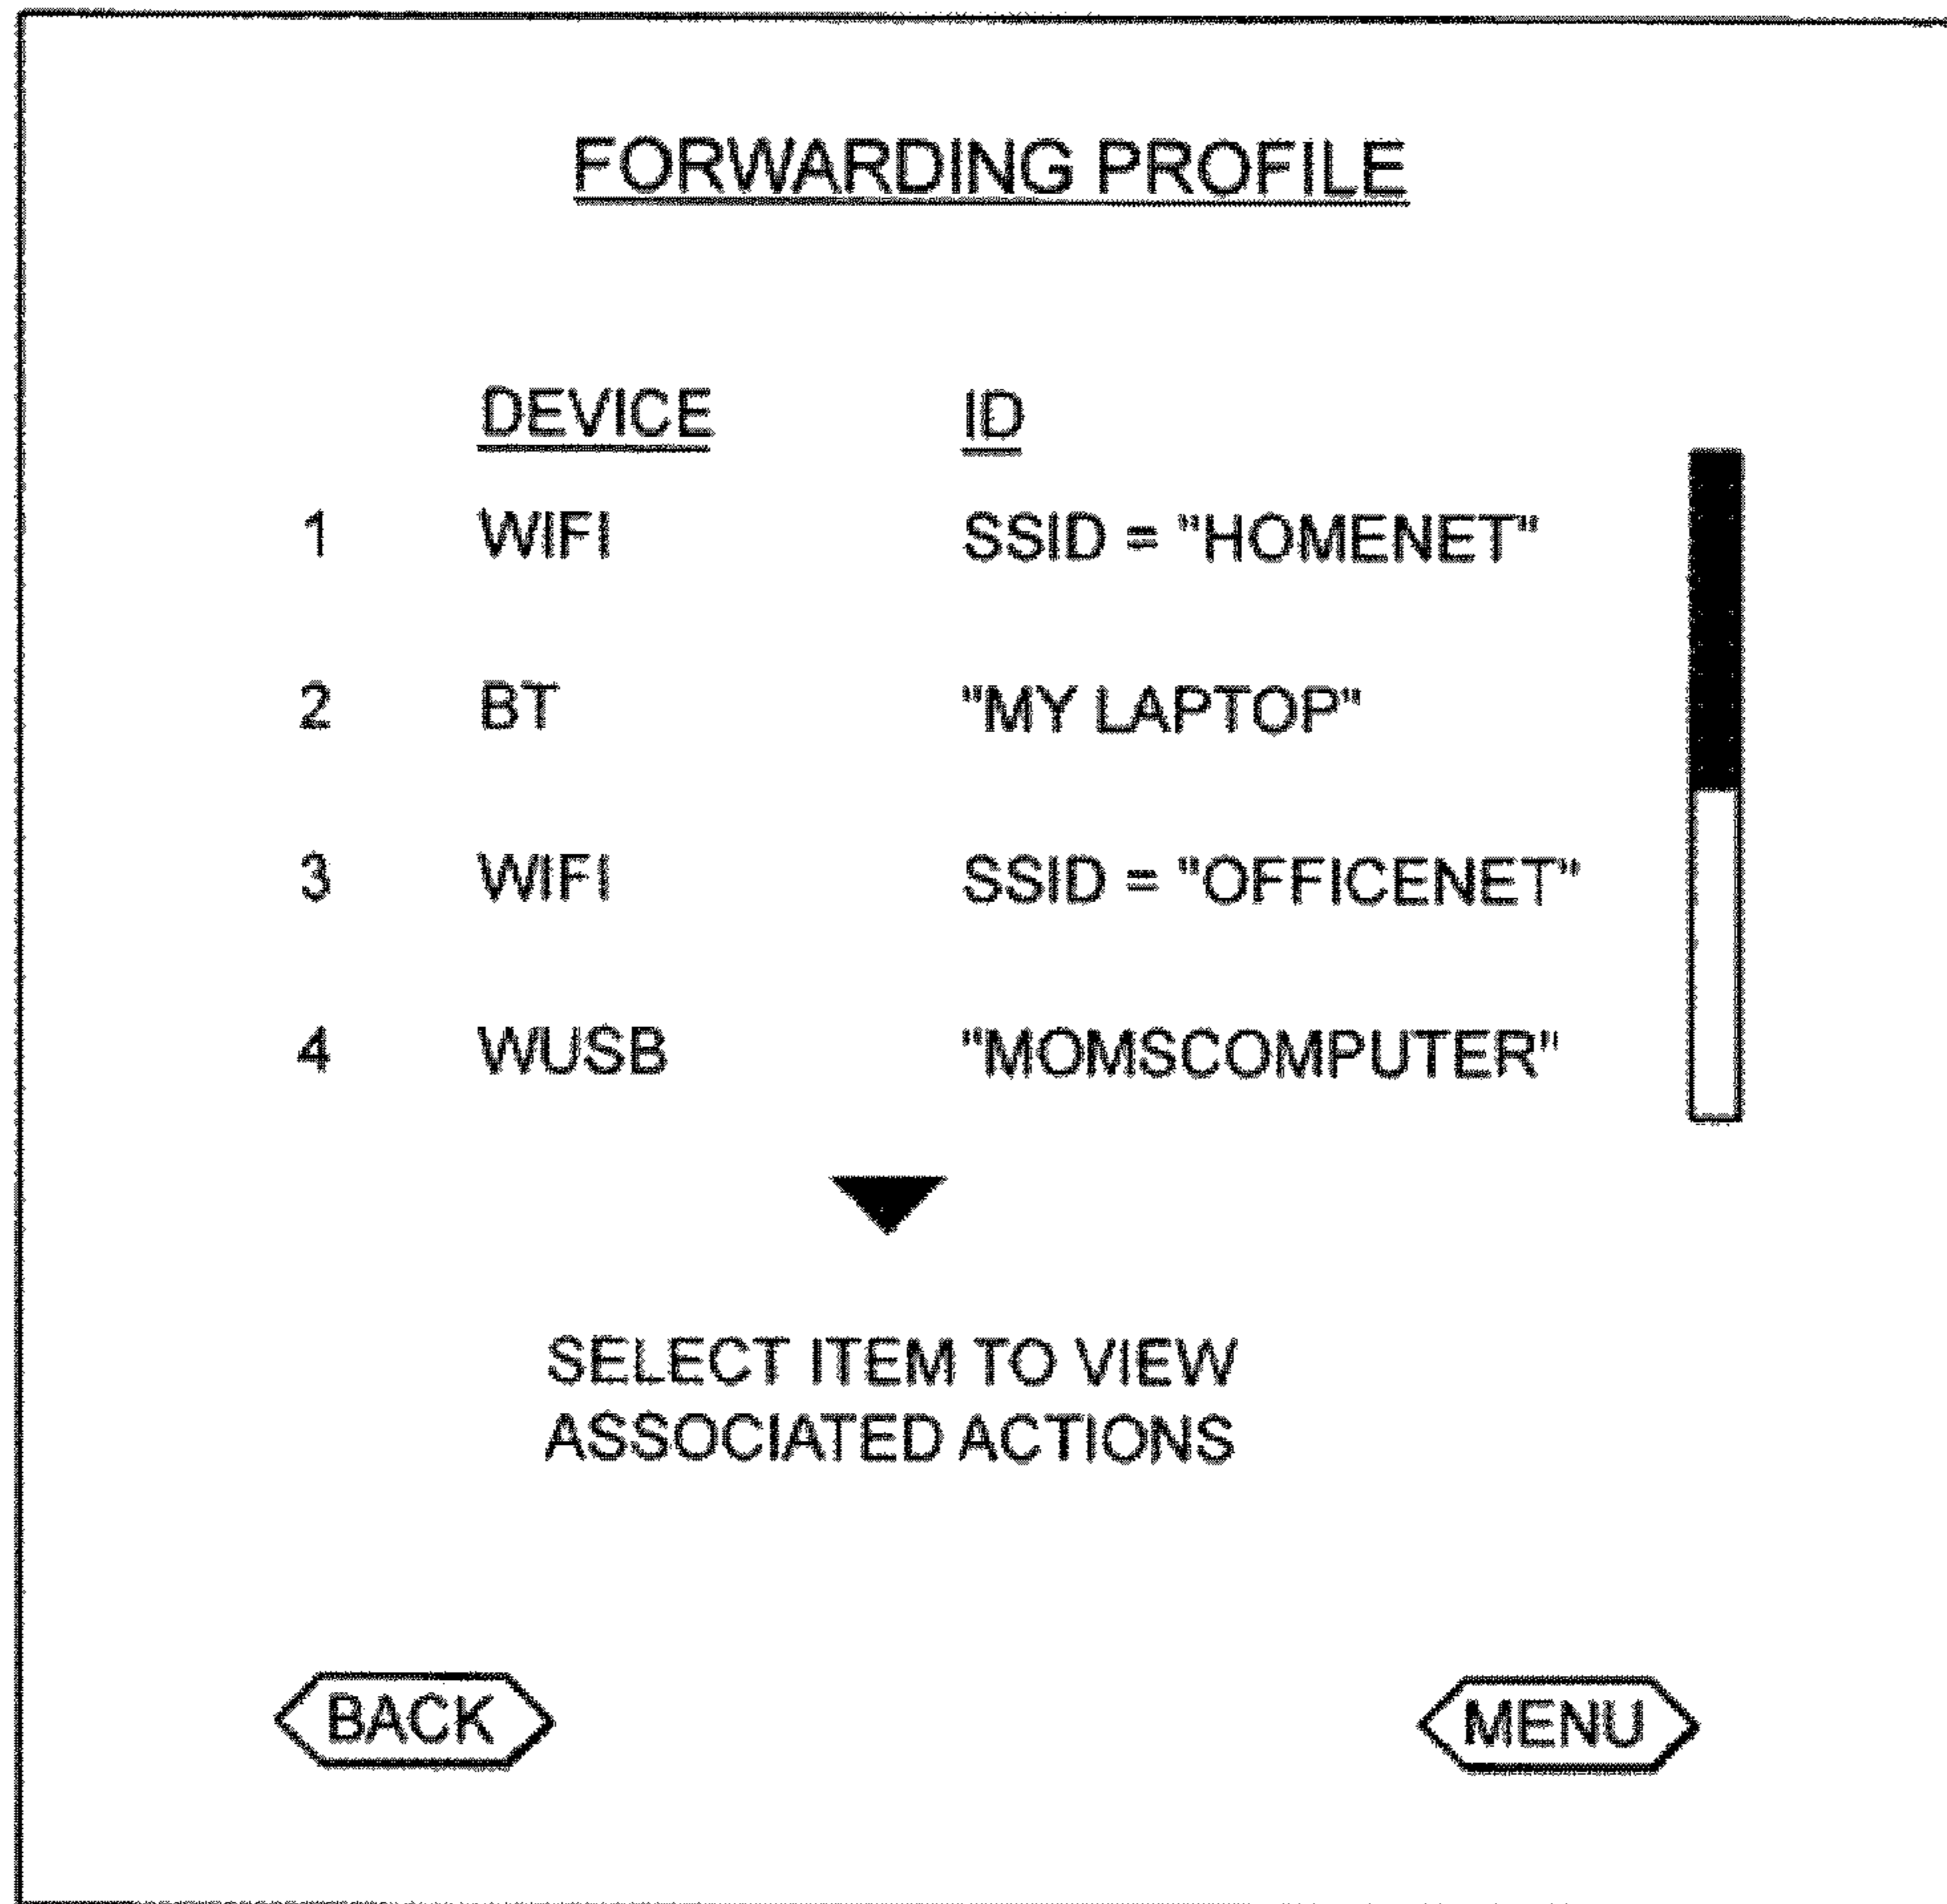 FORWARDING PROFILE
DEVICE ID
1 WIFI SSID = "HOMENET"
2 BT "MY LAPTOP"
3 WIFI SSID = "OFFICENET"
4 WUSB "MOMSCOMPUTER"
SELECT ITEM TO VIEW
ASSOCIATED ACTIONS
BACK MENU